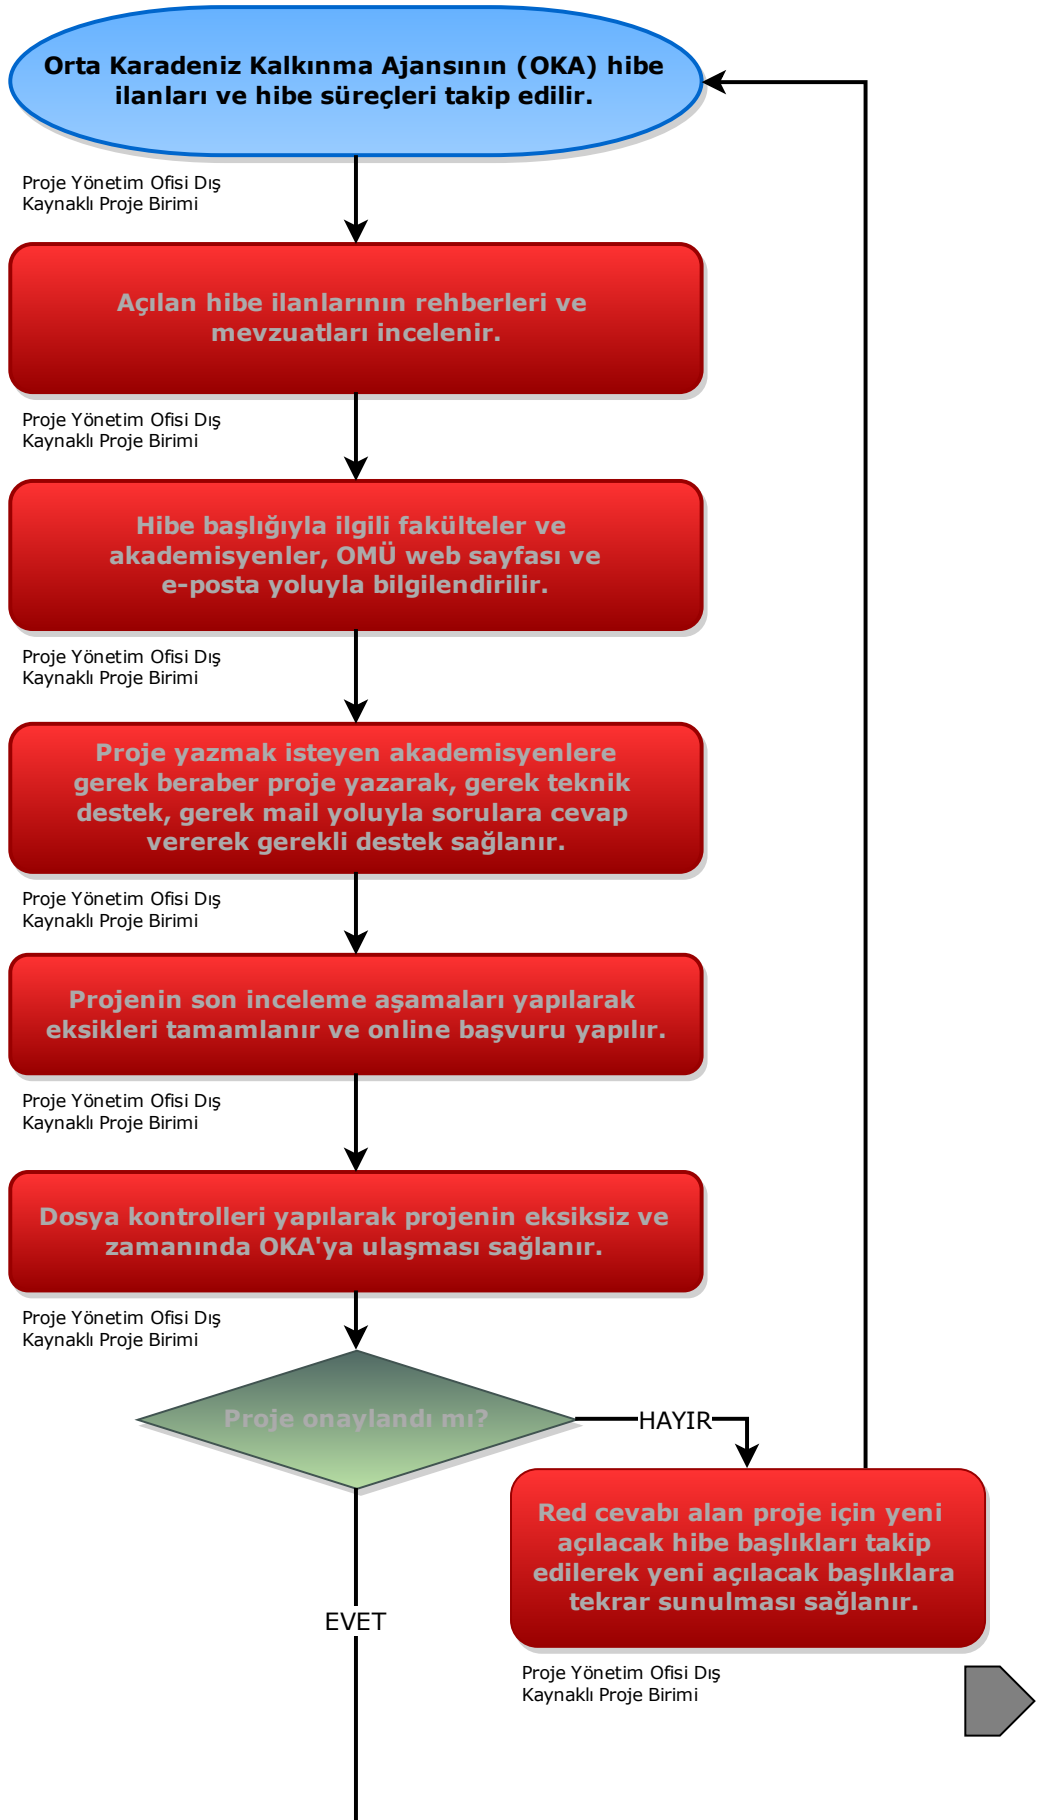 Orta Karadeniz Kalkınma Ajansının (OKA) hibe
ilanları ve hibe süreçleri takip edilir.
Proje Yönetim Ofisi Dış
Kaynaklı Proje Birimi
Açılan hibe ilanlarının rehberleri ve
mevzuatları incelenir.
Proje Yönetim Ofisi Dış
Kaynaklı Proje Birimi
Hibe başlığıyla ilgili fakülteler ve
akademisyenler, OMÜ web sayfası ve
e-posta yoluyla bilgilendirilir.
Proje Yönetim Ofisi Dış
Kaynaklı Proje Birimi
Proje yazmak isteyen akademisyenlere
gerek beraber proje yazarak, gerek teknik
destek, gerek mail yoluyla sorulara cevap
vererek gerekli destek sağlanır.
Proje Yönetim Ofisi Dış
Kaynaklı Proje Birimi
Projenin son inceleme aşamaları yapılarak
eksikleri tamamlanır ve online başvuru yapılır.
Proje Yönetim Ofisi Dış
Kaynaklı Proje Birimi
Dosya kontrolleri yapılarak projenin eksiksiz ve
zamanında OKA'ya ulaşması sağlanır.
Proje Yönetim Ofisi Dış
Kaynaklı Proje Birimi
Proje onaylandı mı?
HAYIR
Red cevabı alan proje için yeni
açılacak hibe başlıkları takip
edilerek yeni açılacak başlıklara
tekrar sunulması sağlanır.
EVET
Proje Yönetim Ofisi Dış
Kaynaklı Proje Birimi